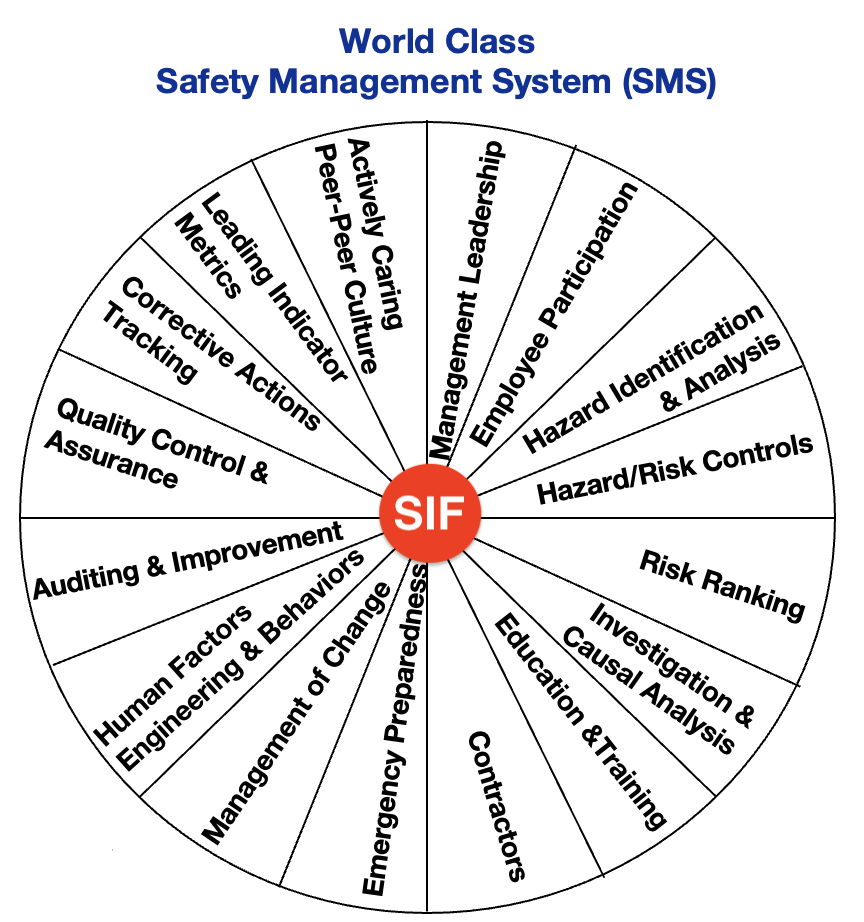 World Class
Safety Management System (SMS)
Management Leadership
Employee Participation
Hazard Identification
& Analysis
Hazard/Risk Controls
Risk Ranking
Investigation &
Causal Analysis
Education &Training
Contractors
Emergency Preparedness
Management of Change
Human Factors
Engineering & Behaviors
Auditing & Improvement
Quality Control &
Assurance
Corrective Actions
Tracking
Leading Indicator
Metrics
Actively Caring
Peer-Peer Culture
SIF